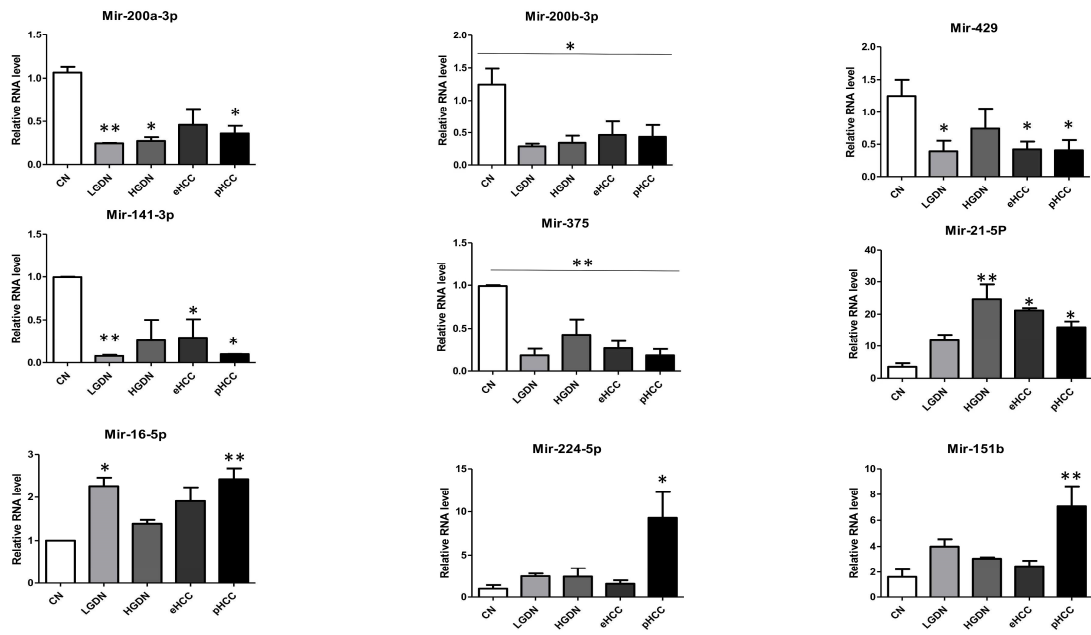 Mir-200a-3p
Relative RNA level
1.5
1.0
0.5
0.0
**
*
*
CN
LGDN
HGDN
eHCC
pHCC
Mir-200b-3p
Relative RNA level
2.0
1.5
1.0
0.5
0.0
*
CN
LGDN
HGDN
eHCC
pHCC
Mir-429
Relative RNA level
2.0
1.5
1.0
0.5
0.0
*
*
*
CN
LGDN
HGDN
eHCC
pHCC
Mir-141-3p
Relative RNA level
1.5
1.0
0.5
0.0
**
*
*
CN
LGDN
HGDN
eHCC
pHCC
Mir-375
Relative RNA level
1.5
1.0
0.5
0.0
**
CN
LGDN
HGDN
eHCC
pHCC
Mir-21-5P
Relative RNA level
40
30
20
10
0
**
*
*
CN
LGDN
HGDN
eHCC
pHCC
Mir-16-5p
Relative RNA level
3
2
1
0
*
**
CN
LGDN
HGDN
eHCC
pHCC
Mir-224-5p
Relative RNA level
15
10
5
0
*
CN
LGDN
HGDN
eHCC
pHCC
Mir-151b
Relative RNA level
10
8
6
4
2
0
**
CN
LGDN
HGDN
eHCC
pHCC